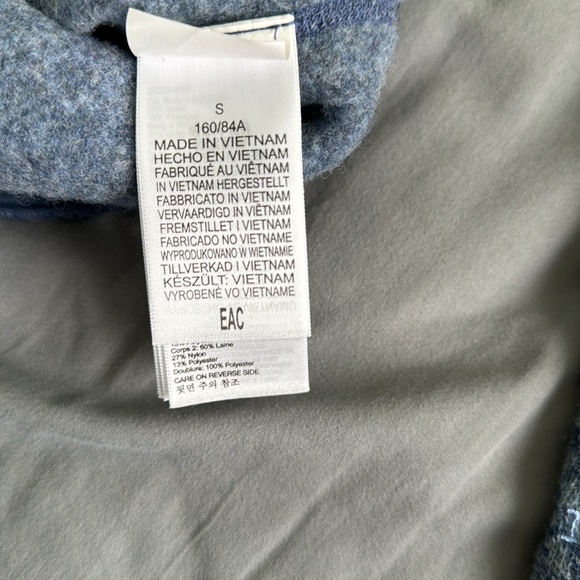 S
160/84A
MADE IN VIETNAM
HECHO EN VIETNAM
FABRIQUÉ AU VIÊTNAM
IN VIETNAM HERGESTELLT
FABBRICATO IN VIETNAM
VERVAARDIGD IN VIÊTNAM
FREMSTILLET I VIETNAM
FABRICADO NO VIETNAME
WYPRODUKOWANO W WIETNAMIE
TILLVERKAD I VIETNAM
KÉSZÜLT: VIETNAM
VYROBENÉ VO VIETNAME
EAC
Corps 2: 60% Laine
27% Nylon
13% Polyester
Doublure: 100% Polyester
CARE ON REVERSE SIDE
뒷면 주의 참조